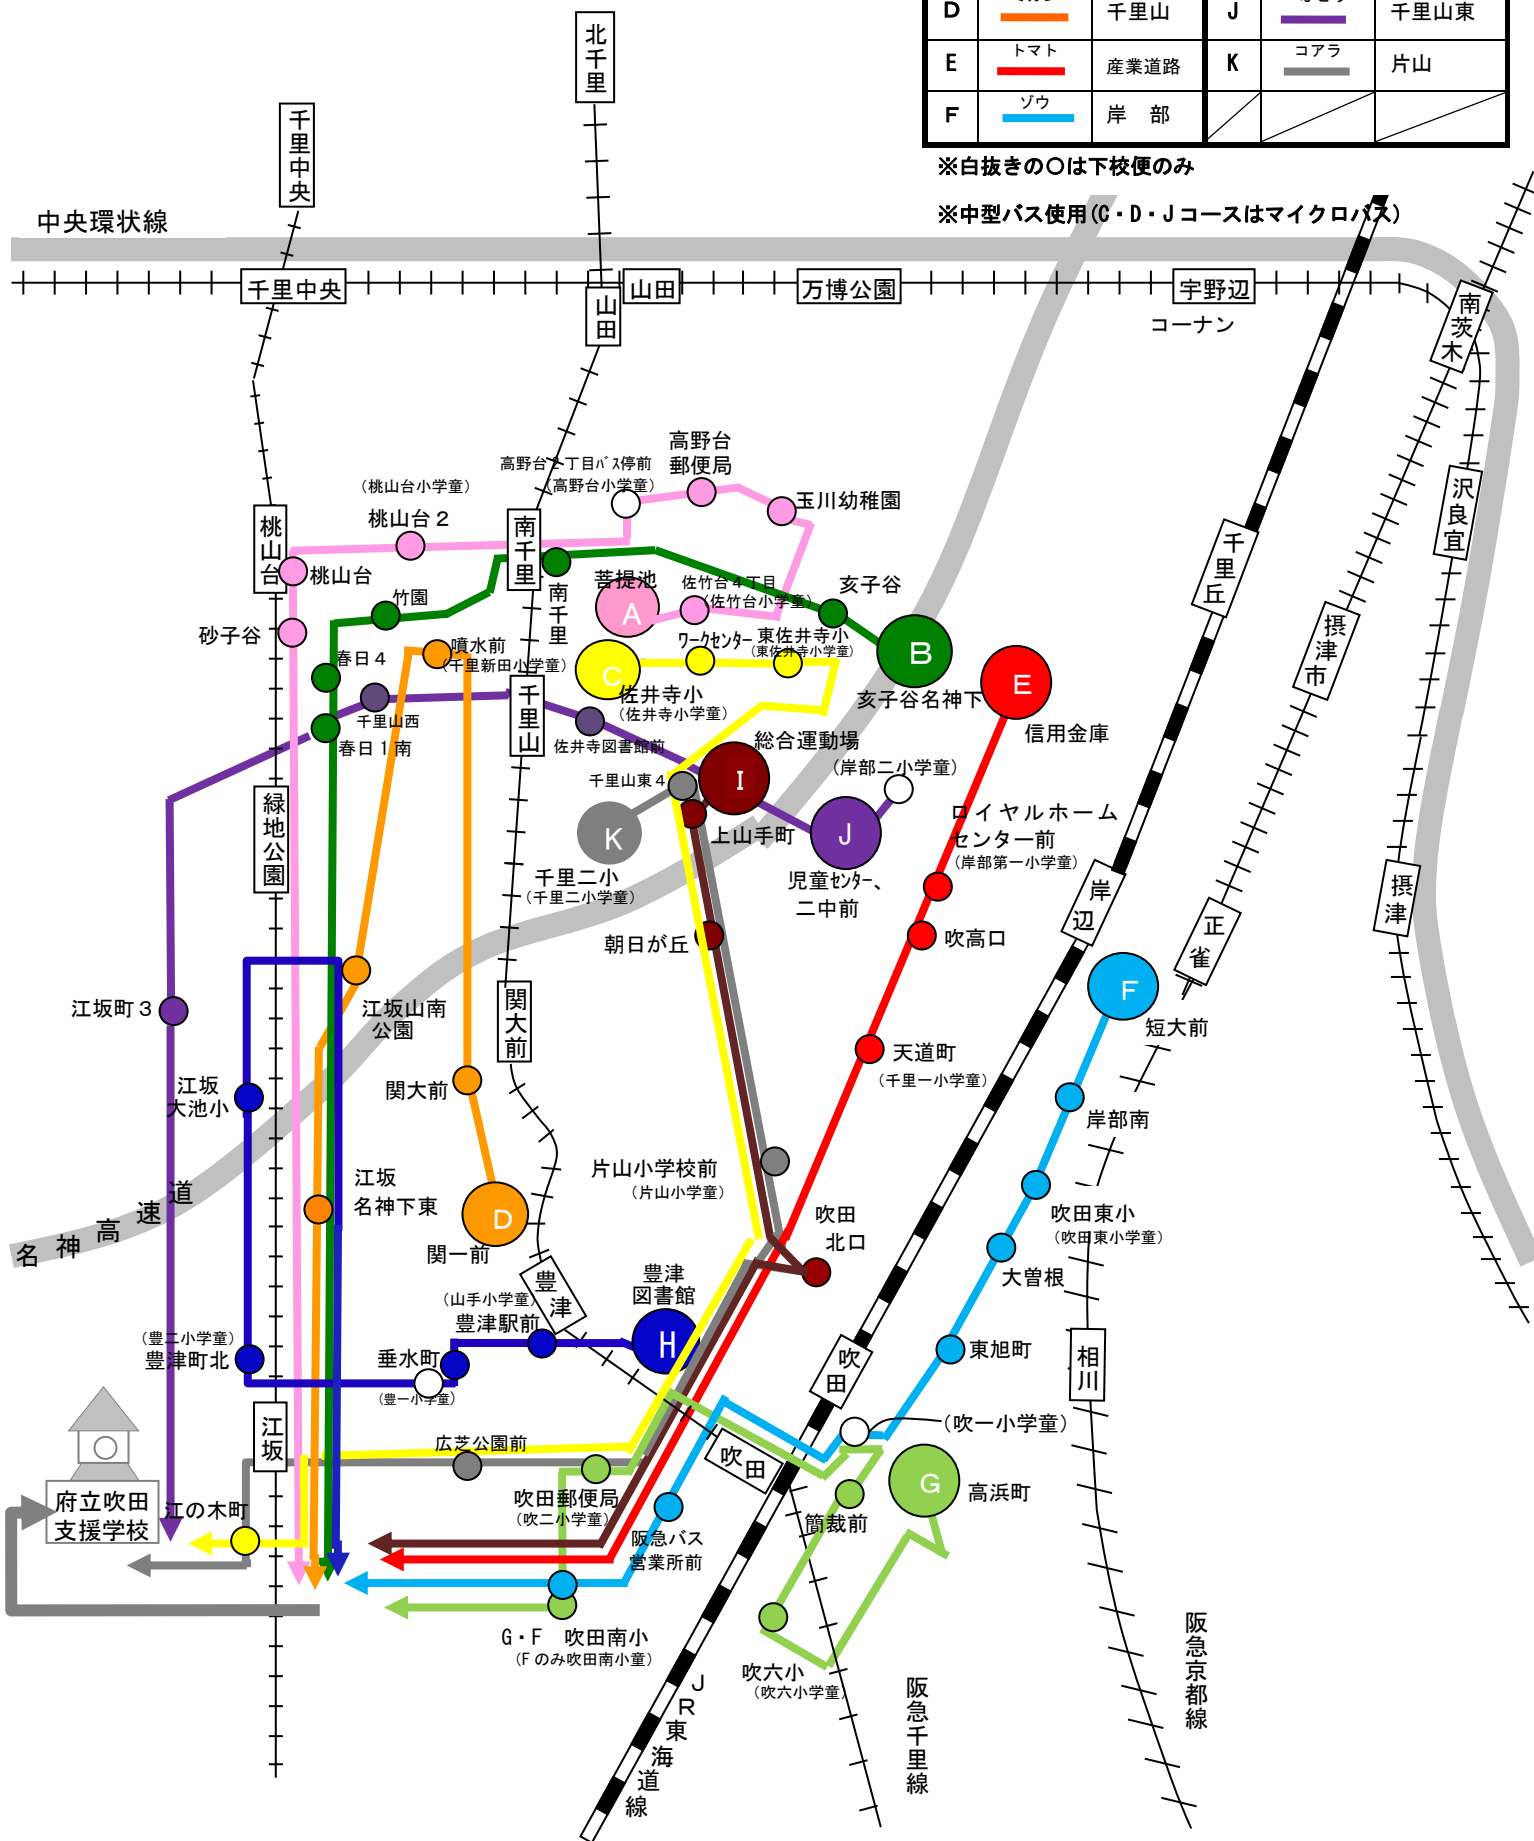 D 千里山 J 千里山東
E トマト 産業道路 K コアラ 片山
F ゾウ 岸 部
※白抜きの○は下校便のみ
※中型バス使用(C・D・Jコースはマイクロバス)
北千里
千里中央
中央環状線
千里中央
山田
山田
万博公園
宇野辺
コーナン
南茨木
沢良宜
高野台
郵便局
高野台2丁目バス停前
(高野台小学童)
(桃山台小学童)
桃山台2
玉川幼稚園
桃山台
南千里
桃山台
竹園
南千里
菩提池
A
佐竹台4丁目
(佐竹台小学童)
亥子谷
千里丘
摂津市
砂子谷
春日4
噴水前
(千里新田小学童)
C
ワークセンター
東佐井寺小
(東佐井寺小学童)
B
亥子谷名神下
E
信用金庫
千里山西
千里山
佐井寺小
(佐井寺小学童)
佐井寺図書館前
春日1南
総合運動場
I
(岸部二小学童)
千里山東4
K
上山手町
J
ロイヤルホーム
センター前
(岸部第一小学童)
緑地公園
千里二小
(千里二小学童)
児童センター、
二中前
岸辺
摂津
正雀
朝日が丘
吹高口
江坂町3
江坂山南
公園
関大前
F
短大前
天道町
(千里一小学童)
江坂
大池小
関大前
岸部南
片山小学校前
(片山小学童)
江坂
名神下東
D
関一前
名神高速道
吹田
北口
吹田東小
(吹田東小学童)
大曽根
豊津
豊津
図書館
(山手小学童)
豊津駅前
H
(豊二小学童)
豊津町北
垂水町
(豊一小学童)
吹田
東旭町
相川
江坂
広芝公園前
吹田
(吹一小学童)
G
高浜町
府立吹田
支援学校
江の木町
吹田郵便局
(吹二小学童)
簡裁前
阪急バス
営業所前
G・F 吹田南小
(Fのみ吹田南小童)
吹六小
(吹六小学童)
JR東海道線
阪急千里線
阪急京都線